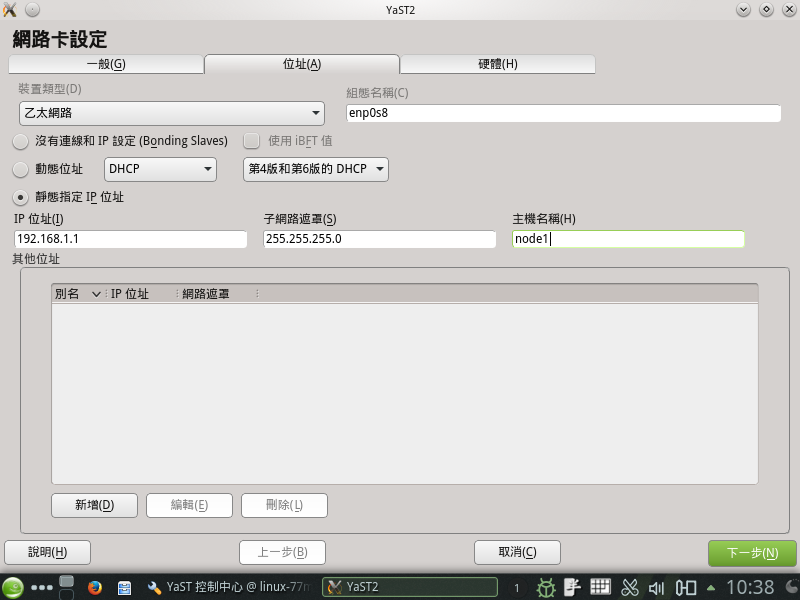 YaST2
網路卡設定
一般(G) 位址(A) 硬體(H)
裝置類型(D) 組態名稱(C)
乙太網路 enp0s8
沒有連線和 IP 設定 (Bonding Slaves) 使用 iBFT 值
動態位址 DHCP 第4版和第6版的 DHCP
靜態指定 IP 位址
IP 位址(I) 子網路遮罩(S) 主機名稱(H)
192.168.1.1 255.255.255.0 node1
其他位址
別名 IP 位址 網路遮罩
新增(D) 編輯(E) 刪除(L)
說明(H) 上一步(B) 取消(C) 下一步(N)
YaST 控制中心 @ linux-77 YaST2 1 10:38